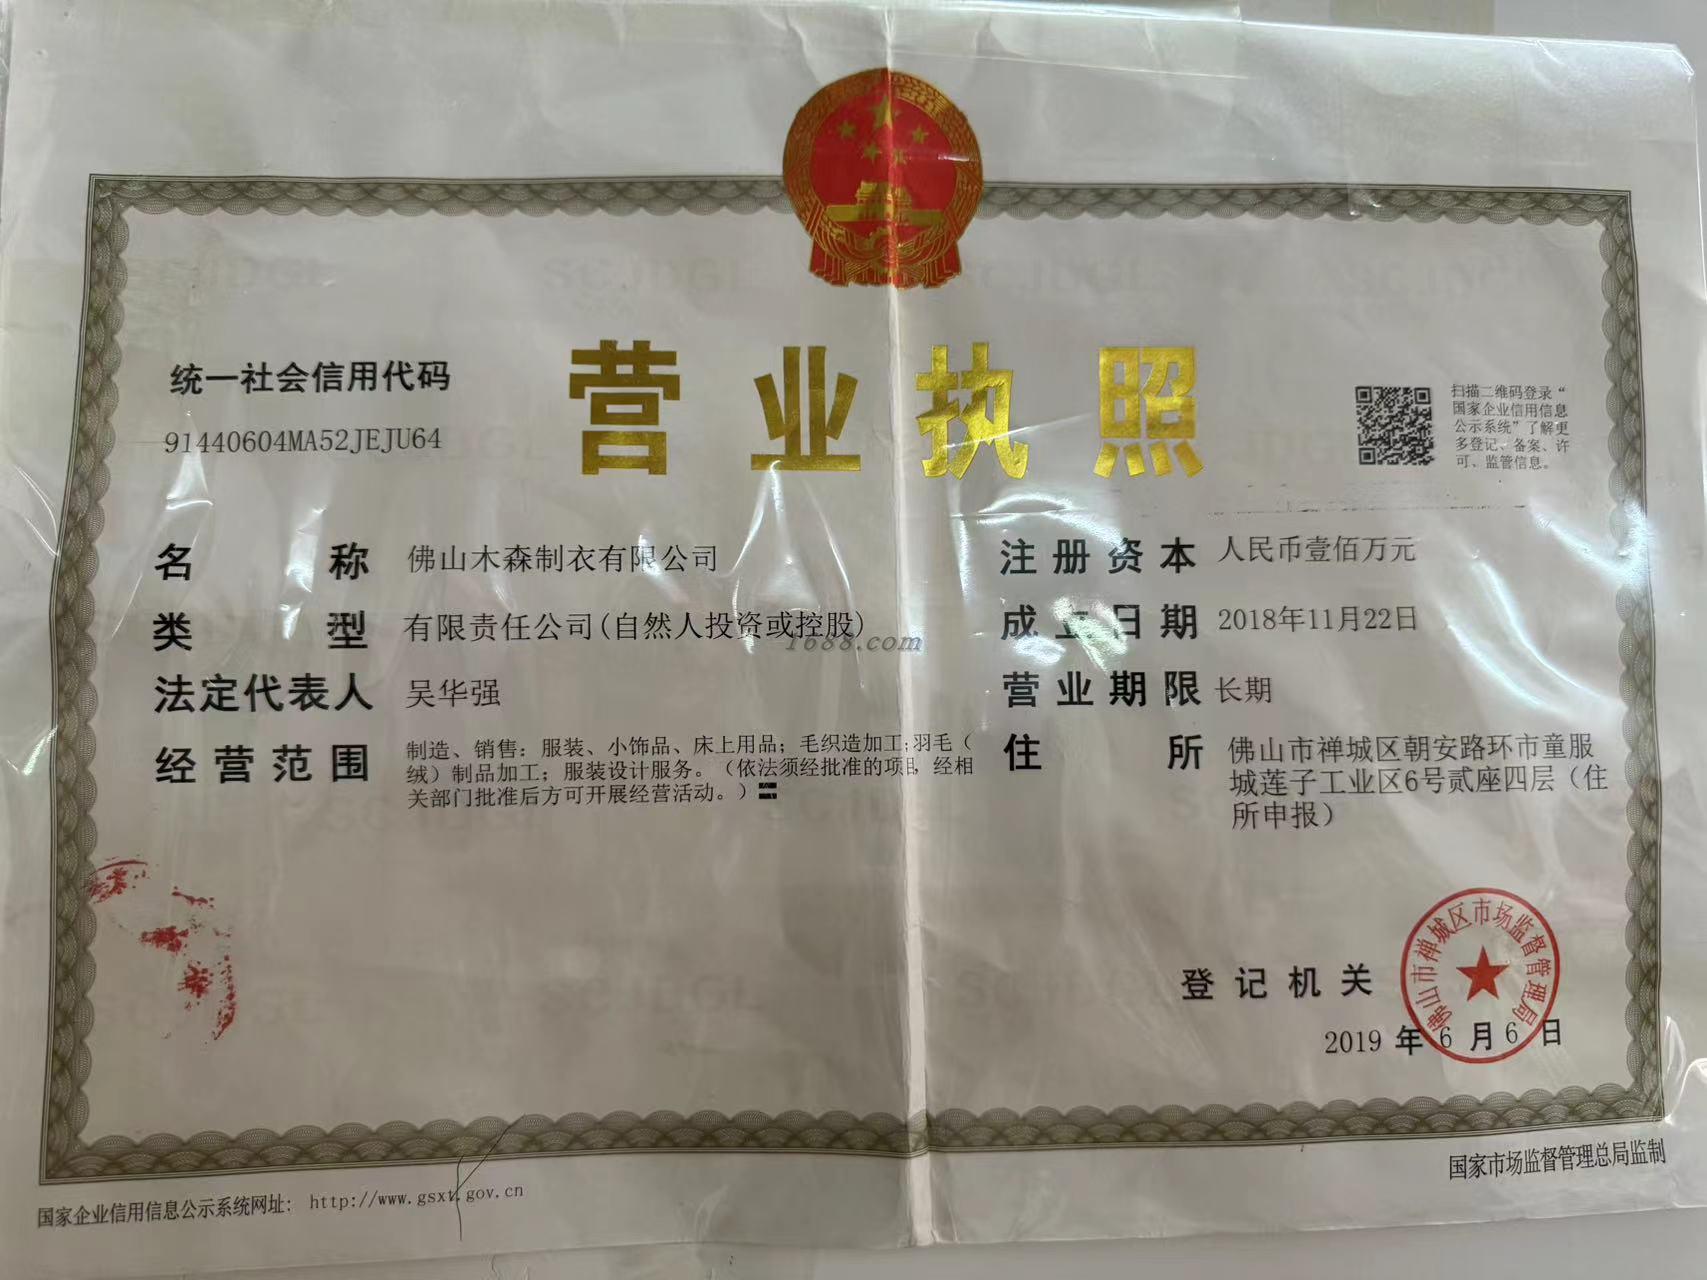 营业执照
统一社会信用代码
91440604MA52JEJU64
扫描二维码登录“
国家企业信用信息
公示系统”了解更
多登记、备案、许
可、监管信息。
名称 佛山木森制衣有限公司
类型 有限责任公司(自然人投资或控股)
法定代表人 吴华强
经营范围 制造、销售：服装、小饰品、床上用品；毛织造加工；羽毛（
绒）制品加工；服装设计服务。（依法须经批准的项目，经相
关部门批准后方可开展经营活动。）
注册资本 人民币壹佰万元
成立日期 2018年11月22日
营业期限 长期
住所 佛山市禅城区朝安路环市童服
城莲子工业区6号贰座四层（住
所申报）
1688.com
登记机关
佛山市禅城区市场监督管理局
2019 年 6 月 6 日
国家企业信用信息公示系统网址： http://www.gsxt.gov.cn
国家市场监督管理总局监制